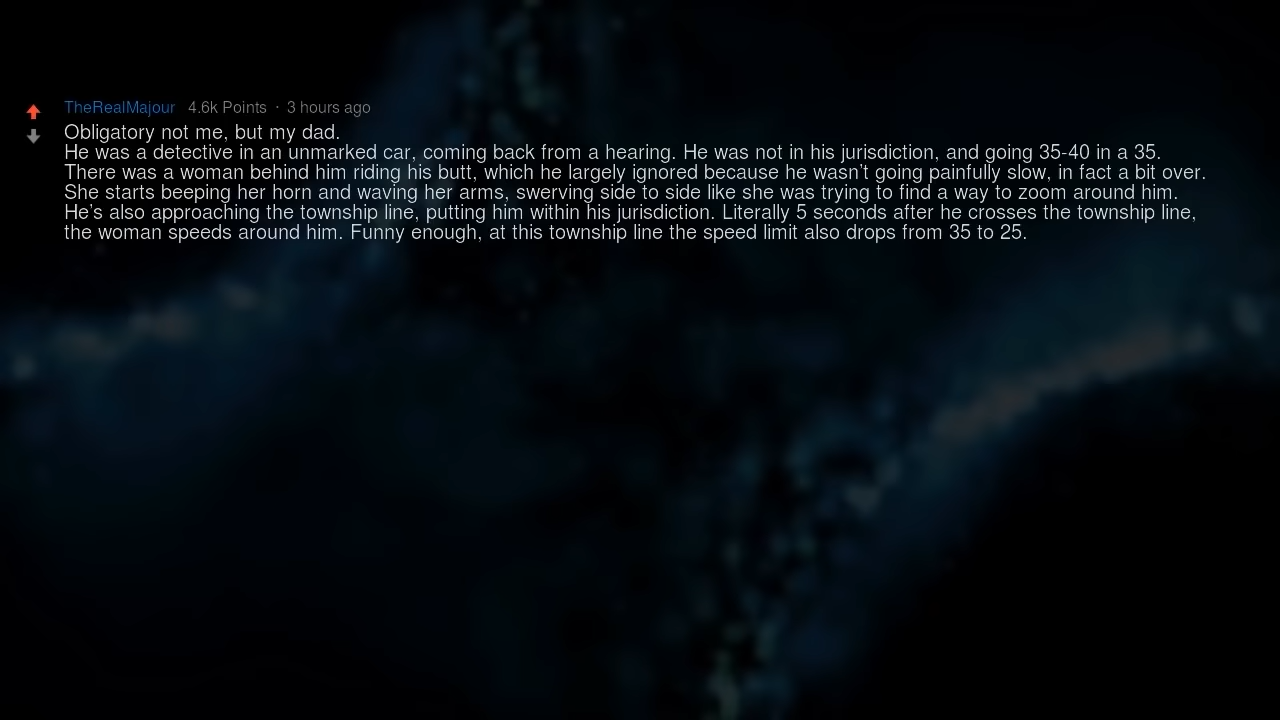 TheRealMajour 4.6k Points · 3 hours ago
Obligatory not me, but my dad.
He was a detective in an unmarked car, coming back from a hearing. He was not in his jurisdiction, and going 35-40 in a 35.
There was a woman behind him riding his butt, which he largely ignored because he wasn't going painfully slow, in fact a bit over.
She starts beeping her horn and waving her arms, swerving side to side like she was trying to find a way to zoom around him.
He's also approaching the township line, putting him within his jurisdiction. Literally 5 seconds after he crosses the township line,
the woman speeds around him. Funny enough, at this township line the speed limit also drops from 35 to 25.